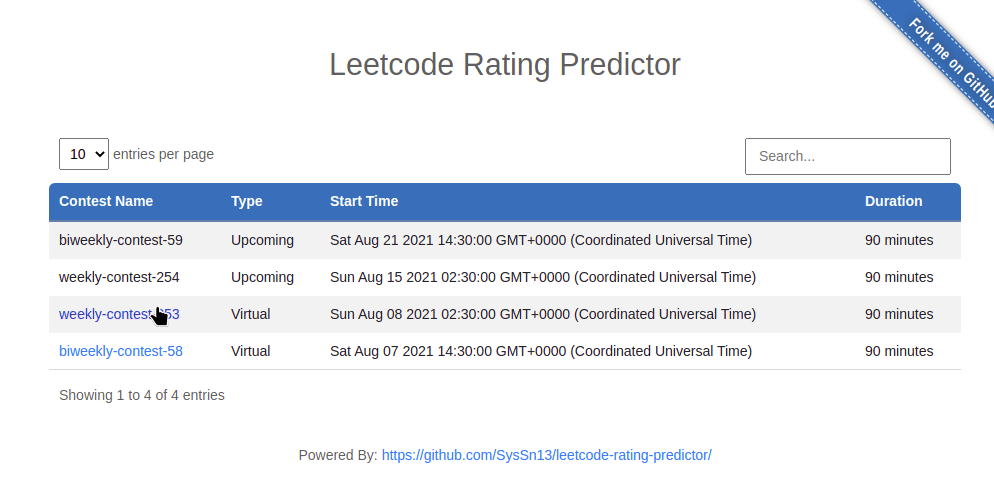 Fork me on GitHub
Leetcode Rating Predictor
10 entries per page
Search...
Contest Name Type Start Time Duration
biweekly-contest-59 Upcoming Sat Aug 21 2021 14:30:00 GMT+0000 (Coordinated Universal Time) 90 minutes
weekly-contest-254 Upcoming Sun Aug 15 2021 02:30:00 GMT+0000 (Coordinated Universal Time) 90 minutes
weekly-contest-253 Virtual Sun Aug 08 2021 02:30:00 GMT+0000 (Coordinated Universal Time) 90 minutes
biweekly-contest-58 Virtual Sat Aug 07 2021 14:30:00 GMT+0000 (Coordinated Universal Time) 90 minutes
Showing 1 to 4 of 4 entries
Powered By: https://github.com/SysSn13/leetcode-rating-predictor/